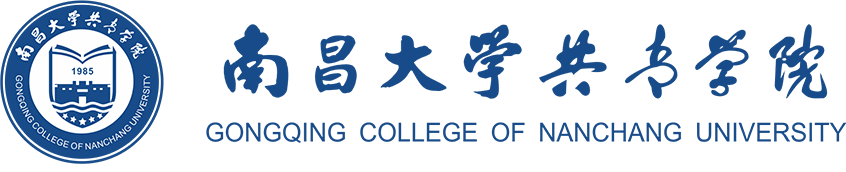 南昌大学共青学院
1985
GONGQING COLLEGE OF NANCHANG UNIVERSITY
南昌大学共青学院
GONGQING COLLEGE OF NANCHANG UNIVERSITY